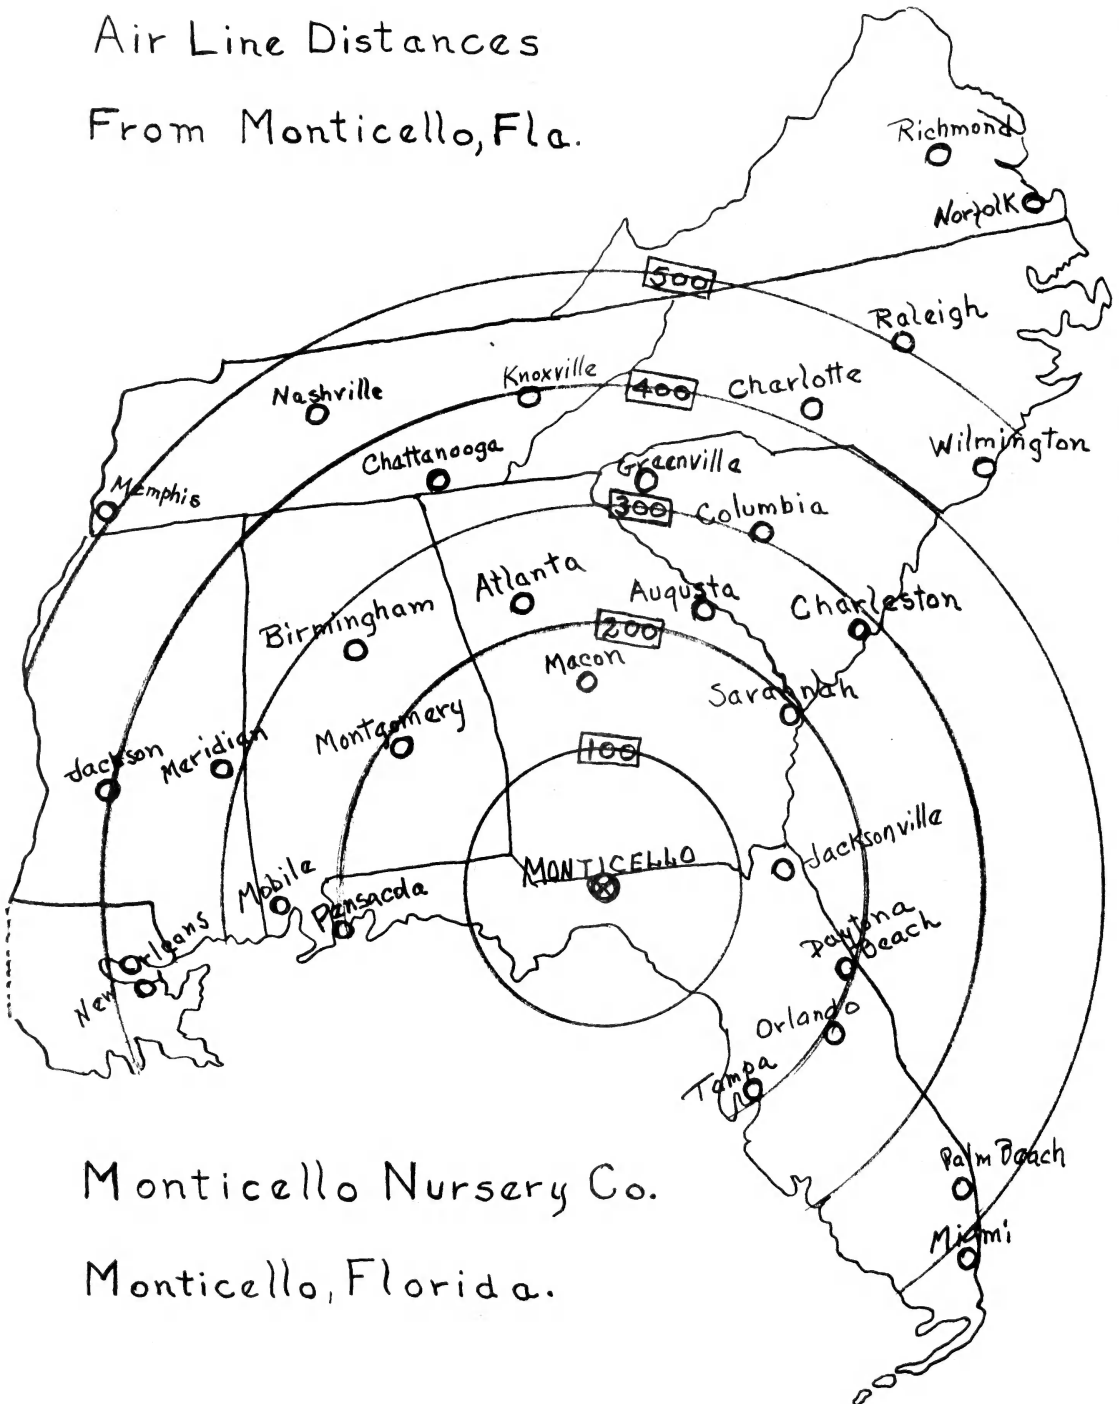 Air Line Distances
From Monticello, Fla.
Richmond
Norfolk
500
Raleigh
Nashville
Knoxville
400
Charlotte
Wilmington
Memphis
Chattanooga
Greenville
300
Columbia
Atlanta
Augusta
Charleston
Birmingham
200
Macon
Savannah
Montgomery
Jackson
Meridian
100
Jacksonville
MONTICELLO
Mobile
Pensacola
Daytona
Beach
New Orleans
Orlando
Tampa
Palm Beach
Miami
Monticello Nursery Co.
Monticello, Florida.